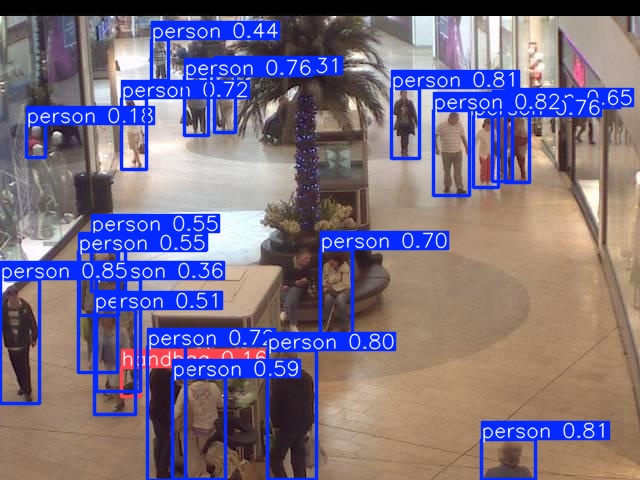 person 0.44
person 0.76
31
person 0.81
person 0.72
person 0.82
0.65
0.76
person 0.18
person 0.55
person 0.55
person 0.85
son 0.36
person 0.51
person 0.72
person 0.80
handbag 0.16
person 0.59
person 0.70
person 0.81